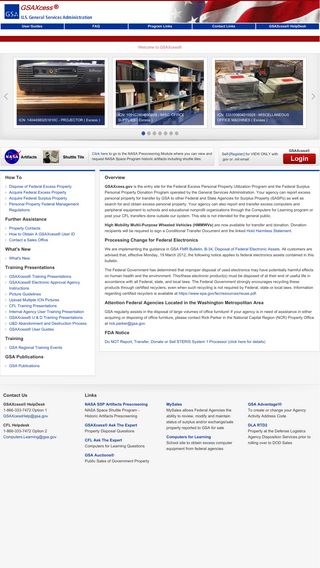 GSAXcess®
GSA U.S. General Services Administration
User Guides FAQ Program Links Contact Links GSAXcess® HelpDesk
Welcome to GSAXcess®
PROJECTOR ( Excess )
MISC. OFFICE
SUPPLIES ( Excess )
MISCELLANEOUS
OFFICE MACHINES ( Excess )
NASA Artifacts Shuttle Tile
Click here to go to the NASA Prescreening Module where you can view and
request NASA Space Program historic artifacts including shuttle tiles.
Self-(Register) for VIEW ONLY with
gov or .mil email
GSAXcess®
Login
How To
Dispose of Federal Excess Property
Acquire Federal Excess Property
Acquire Federal Surplus Property
Personal Property Federal Management
Regulations
Further Assistance
Property Contacts
How to Obtain A GSAXcess® User ID
Contact a Sales Office
What's New
What's New
Training Presentations
GSAXcess® Training Presentations
GSAXcess® Electronic Approval Agency
Instructions
Picture Guidelines
Upload Multiple ICN Pictures
CFL Training
Internal Agency User Training Presentation
GSAXcess® U & D Training Presentations
U&D Abandonment and Destruction Process
GSAXcess® User Guides
Training
GSA Regional Training Events
GSA Publications
GSA Publications
Overview
GSAXcess.gov is the entry site for the Federal Excess Personal Property Utilization Program and the Federal Surplus
Personal Property Donation Program operated by the General Services Administration. Your agency can report excess
personal property for transfer by GSA to other Federal and State Agencies for Surplus Property (SASPs) as well as
search for and obtain excess personal property. Your agency can also report and transfer excess computers and
peripheral equipment to schools and educational nonprofit organizations through the Computers for Learning program or
post your CFL transfers done outside our system. This site is not intended for the general public.
High Mobility Multi-Purpose Wheeled Vehicles (HMMWVs) are now available for transfer and donation. Donation
recipients will be required to sign a Conditional Transfer Document and the linked Hold Harmless Statement.
Processing Change for Federal Electronics
We are implementing the guidance in GSA FMR Bulletin, B-34, Disposal of Federal Electronic Assets. All customers are
advised that, effective Monday, 19 March 2012, the following notice applies to federal electronics assets contained in this
bulletin.
The Federal Government has determined that improper disposal of used electronics may have potentially harmful effects
on human health and the environment. This/these electronic product(s) must be disposed of at their end of useful life in
accordance with all Federal, state, and local laws. The Federal Government strongly encourages recycling these
products through certified recyclers, even when such recycling is not required by Federal, state or local laws. Information
regarding certified recyclers is available at
Attention Federal Agencies Located in the Washington Metropolitan Area
GSA regularly assists in the disposal of large volumes of office furniture! If your agency is in need of assistance in either
acquiring or disposing of office furniture, please contact Rick Parker in the National Capital Region (NCR) Property Office
at rick.parker@gsa.gov.
FDA Notice
Do NOT Report, Transfer, Donate or Sell STERIS System 1 Processor (click here for details)
Contact Us
GSAXcess® HelpDesk
1-866-333-7472 Option 1
GSAXcessHelp@gsa.gov
CFL Helpdesk
1-866-333-7472 Option 2
Computers.Learning@gsa.gov
Links
NASA SSP Artifacts Prescreening
NASA Space Shuttle Program -
Historic Artifacts Prescreening
GSAXcess® Ask The Expert
Property Disposal Questions
CFL Ask The Expert
Computers for Learning Questions
GSA Auctions®
Public Sales of Government Property
MySales
MySales allows Federal Agencies the
ability to review, modify, and maintain
status of surplus and/or exchange/sale
property reported to GSA for sale
Computers for Learning
School site to obtain excess computer
equipment from federal agencies.
GSA Advantage!®
To create or change your Agency
Activity Address Code
DLA RTD2
Property at the Defense Logistics
Agency Disposition Services prior to
rolling over to DOD Sales